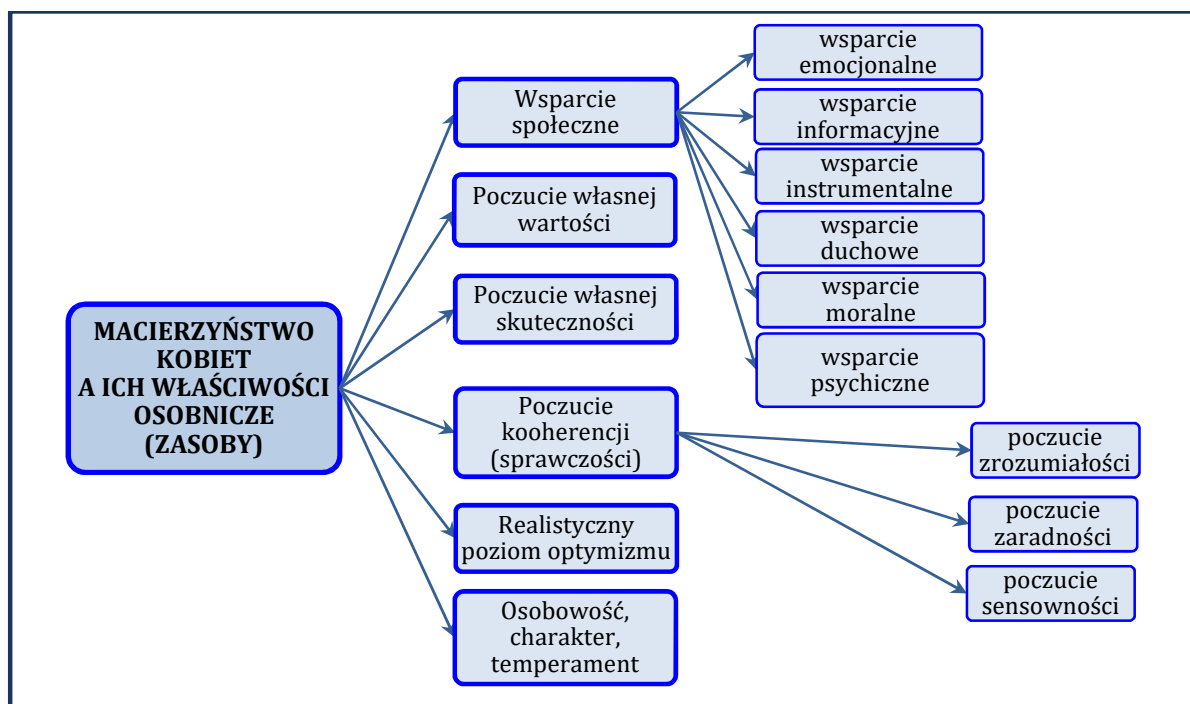 MACIERZYŃSTWO
KOBIET
A ICH WŁAŚCIWOŚCI
OSOBNICZE
(ZASOBY)
Wsparcie
społeczne
Poczucie własnej
wartości
Poczucie własnej
skuteczności
Poczucie
kooherencji
(sprawczości)
Realistyczny
poziom optymizmu
Osobowość,
charakter,
temperament
wsparcie
emocjonalne
wsparcie
informacyjne
wsparcie
instrumentalne
wsparcie
duchowe
wsparcie
moralne
wsparcie
psychiczne
poczucie
zrozumiałości
poczucie
zaradności
poczucie
sensowności